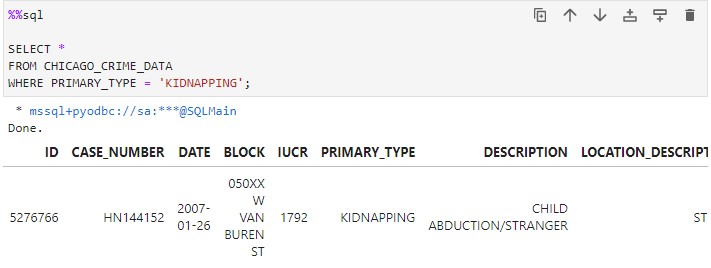 %%sql
SELECT *
FROM CHICAGO_CRIME_DATA
WHERE PRIMARY_TYPE = 'KIDNAPPING';
* mssql+pyodbc://sa:***@SQLMain
Done.
ID CASE_NUMBER DATE BLOCK IUCR PRIMARY_TYPE DESCRIPTION LOCATION_DESCRIPT
5276766 HN144152 2007-01-26 050XX W VAN BUREN ST 1792 KIDNAPPING CHILD ABDUCTION/STRANGER ST